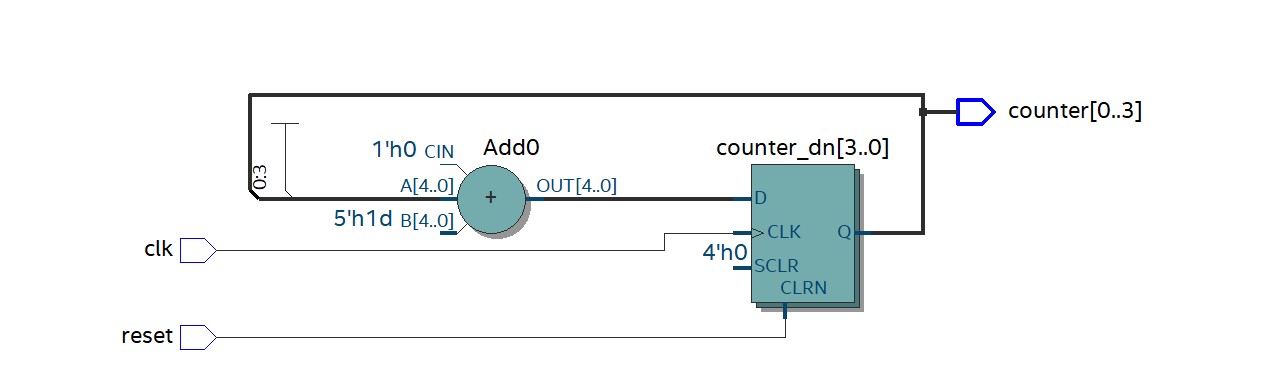 counter[0..3]
1'h0 CIN
Add0
counter_dn[3..0]
0:3
A[4..0]
+
OUT[4..0]
D
5'h1d B[4..0]
CLK
Q
clk
4'h0
SCLR
CLRN
reset